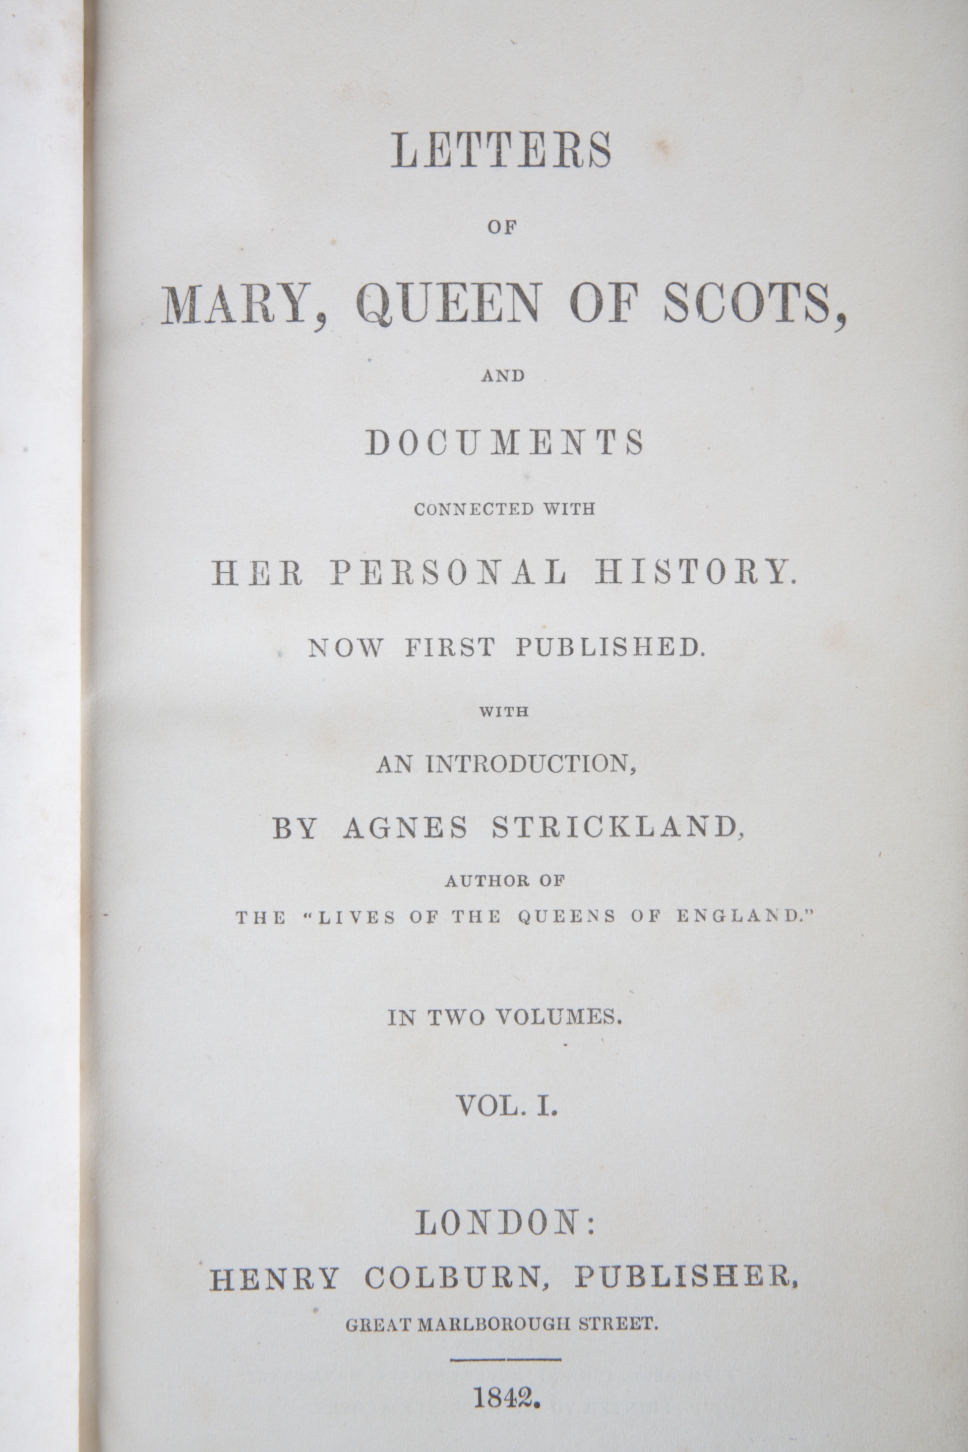 LETTERS
OF
MARY, QUEEN OF SCOTS,
AND
DOCUMENTS
CONNECTED WITH
HER PERSONAL HISTORY.
NOW FIRST PUBLISHED.
WITH
AN INTRODUCTION,
BY AGNES STRICKLAND,
AUTHOR OF
THE “LIVES OF THE QUEENS OF ENGLAND.”
IN TWO VOLUMES.
VOL. I.
LONDON:
HENRY COLBURN, PUBLISHER,
GREAT MARLBOROUGH STREET.
1842.